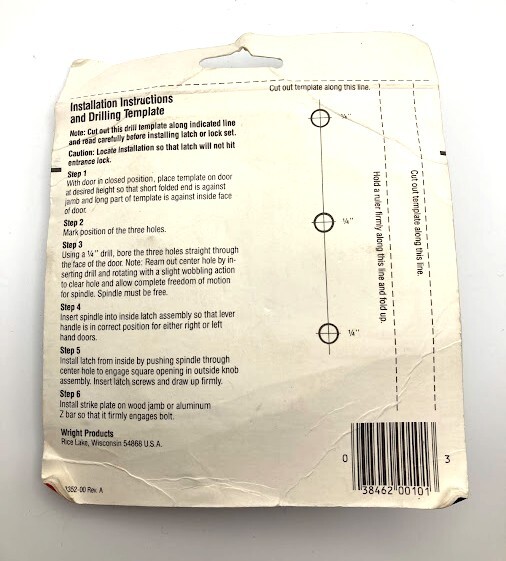 Cut out template along this line.
Installation Instructions
and Drilling Template
Note: Cut out this drill template along indicated line
and read carefully before installing latch or lock set.
Caution: Locate installation so that latch will not hit
entrance lock.
Step 1
With door in closed position, place template on door
at desired height so that short folded end is against
jamb and long part of template is against inside face
of door.
Step 2
Mark position of the three holes.
Step 3
Using a ¼" drill, bore the three holes straight through
the face of door. Note: Ream out center hole by in-
serting drill and rotating with a slight wobbling action
to clear hole and allow complete freedom of motion
for spindle. Spindle must be free.
Step 4
Insert spindle into inside latch assembly so that lever
handle is in correct position for either right or left
hand doors.
Step 5
Install latch from inside by pushing spindle through
center hole to engage square opening in outside knob
assembly. Insert latch screws and draw up firmly.
Step 6
Install strike plate on wood jamb or aluminum
Z bar so that it firmly engages bolt.
Wright Products
Rice Lake, Wisconsin 54868 U.S.A.
1352-00 Rev. A
¼"
¼"
¼"
Hold a ruler firmly along this line and fold up.
Cut out template along this line.
0 38462 00101 3